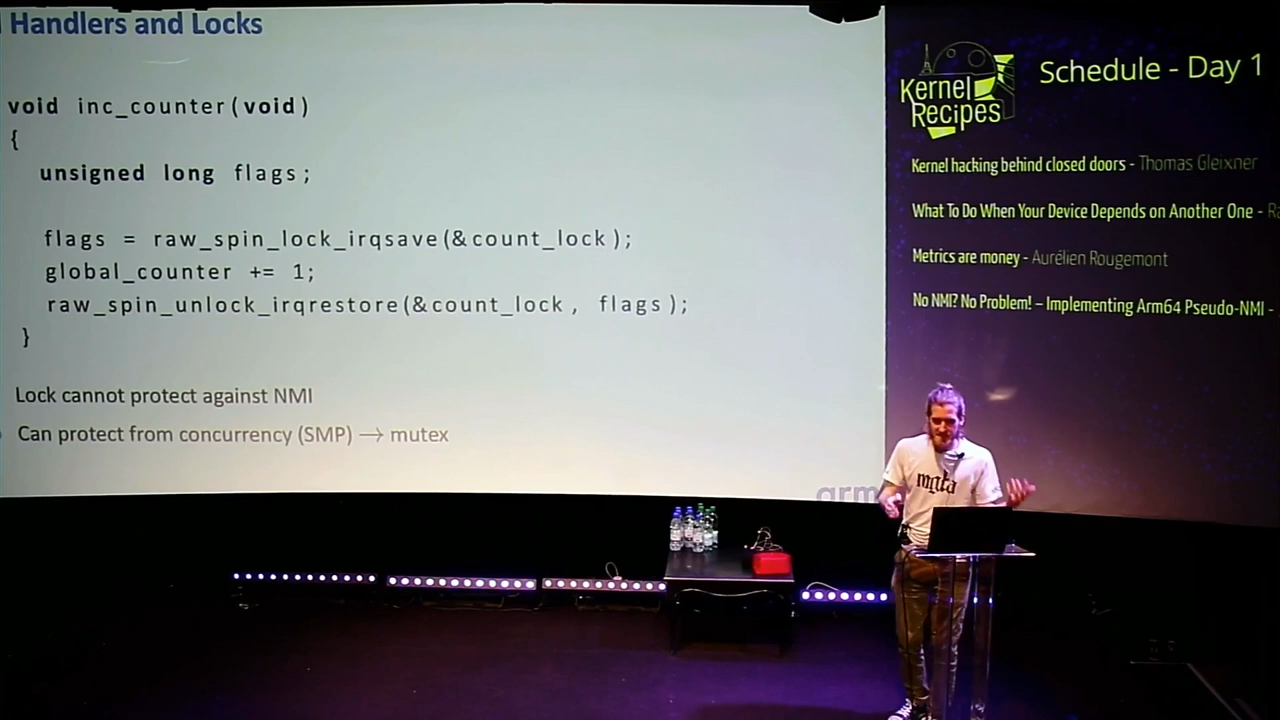 Handlers and Locks
void inc_counter(void)
{
unsigned long flags;
flags = raw_spin_lock_irqsave(&count_lock);
global_counter += 1;
raw_spin_unlock_irqrestore(&count_lock, flags);
}
Lock cannot protect against NMI
Can protect from concurrency (SMP) → mutex
arm
Kernel
Recipes
Schedule - Day 1
Kernel hacking behind closed doors - Thomas Gleixner
What To Do When Your Device Depends on Another One -
Metrics are money - Aurélien Rougemont
No NMI? No Problem! – Implementing Arm64 Pseudo-NMI -